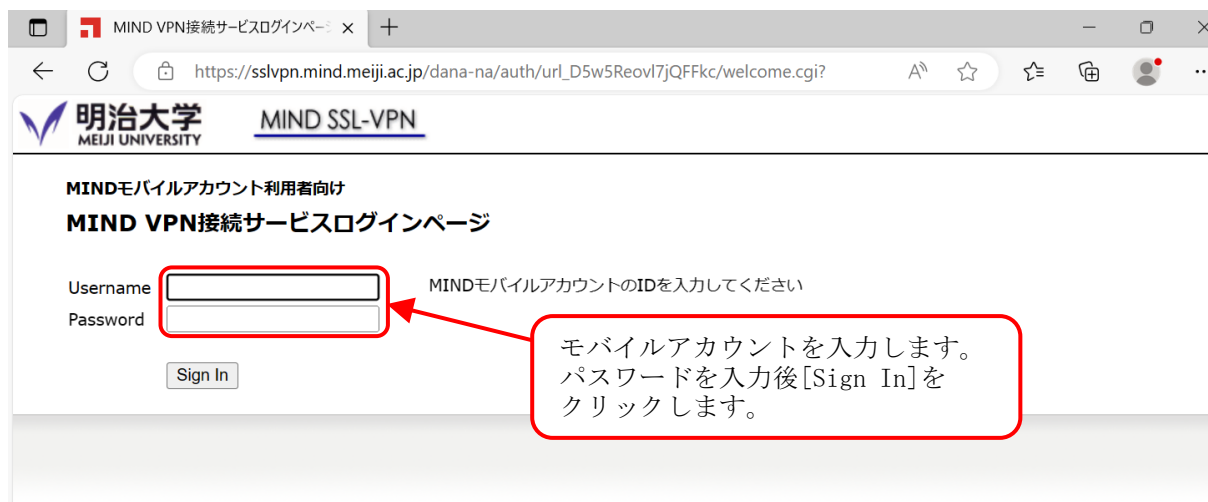 MIND VPN接続サービスログインペー
https://sslvpn.mind.meiji.ac.jp/dana-na/auth/url_D5w5Reovl7jQFFkc/welcome.cgi?
明治大学
MEIJI UNIVERSITY
MIND SSL-VPN
MINDモバイルアカウント利用者向け
MIND VPN接続サービスログインページ
Username
MINDモバイルアカウントのIDを入力してください
Password
モバイルアカウントを入力します。
パスワードを入力後[Sign In]を
クリックします。
Sign In